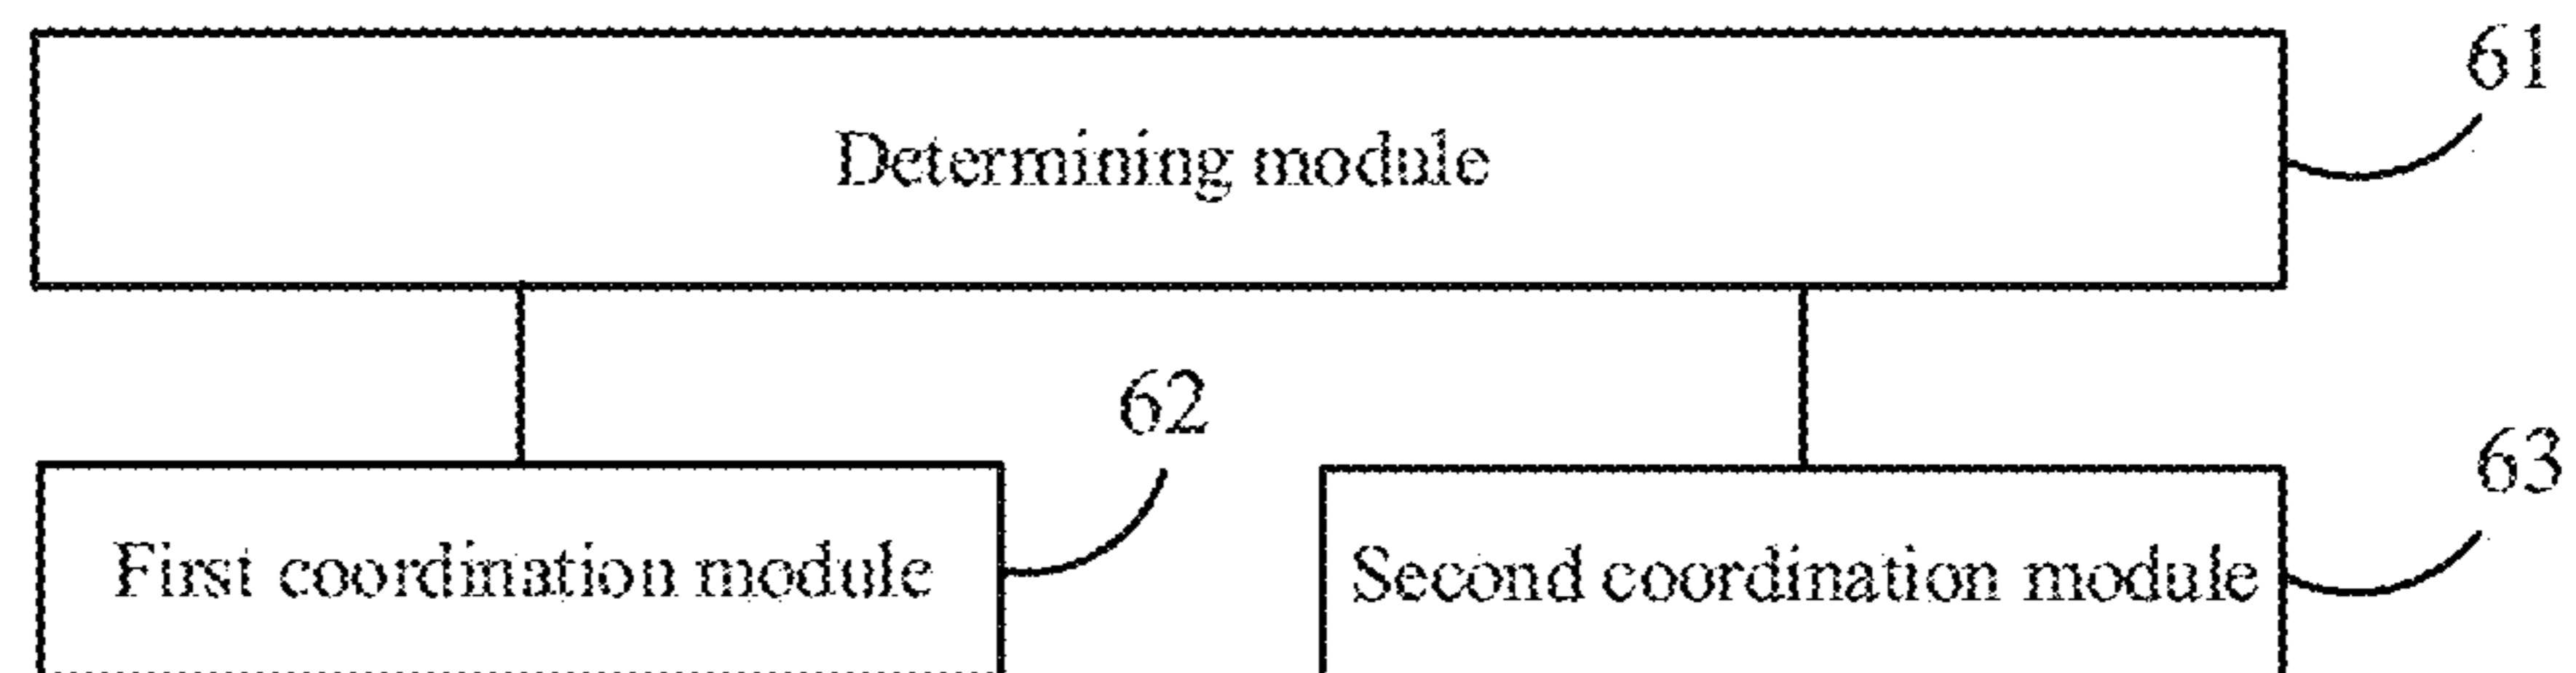 61
Determining module
62
63
First coordination module
Second coordination module